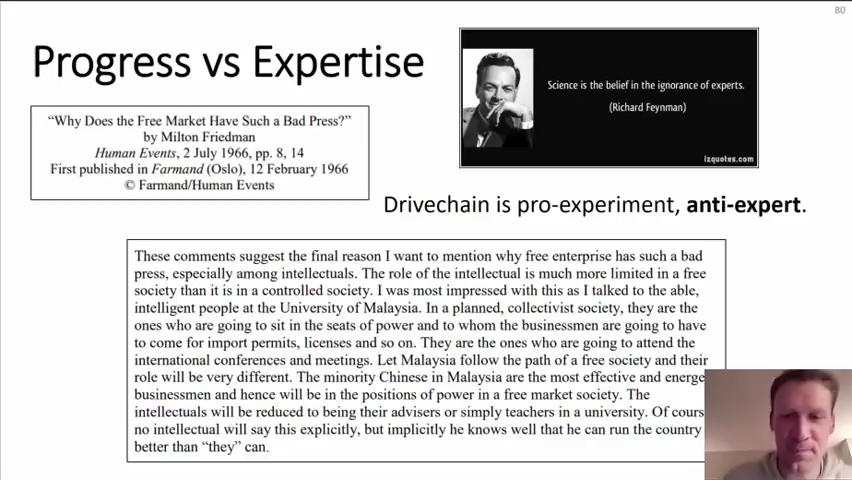 80
Progress vs Expertise
Science is the belief in the ignorance of experts.
(Richard Feynman)
izquotes.com
“Why Does the Free Market Have Such a Bad Press?”
by Milton Friedman
Human Events, 2 July 1966, pp. 8, 14
First published in Farmand (Oslo), 12 February 1966
© Farmand/Human Events
Drivechain is pro-experiment, anti-expert.
These comments suggest the final reason I want to mention why free enterprise has such a bad
press, especially among intellectuals. The role of the intellectual is much more limited in a free
society than it is in a controlled society. I was most impressed with this as I talked to the able,
intelligent people at the University of Malaysia. In a planned, collectivist society, they are the
ones who are going to sit in the seats of power and to whom the businessmen are going to have
to come for import permits, licenses and so on. They are the ones who are going to attend the
international conferences and meetings. Let Malaysia follow the path of a free society and their
role will be very different. The minority Chinese in Malaysia are the most effective and energe
businessmen and hence will be in the positions of power in a free market society. The
intellectuals will be reduced to being their advisers or simply teachers in a university. Of cours
no intellectual will say this explicitly, but implicitly he knows well that he can run the country
better than “they” can.